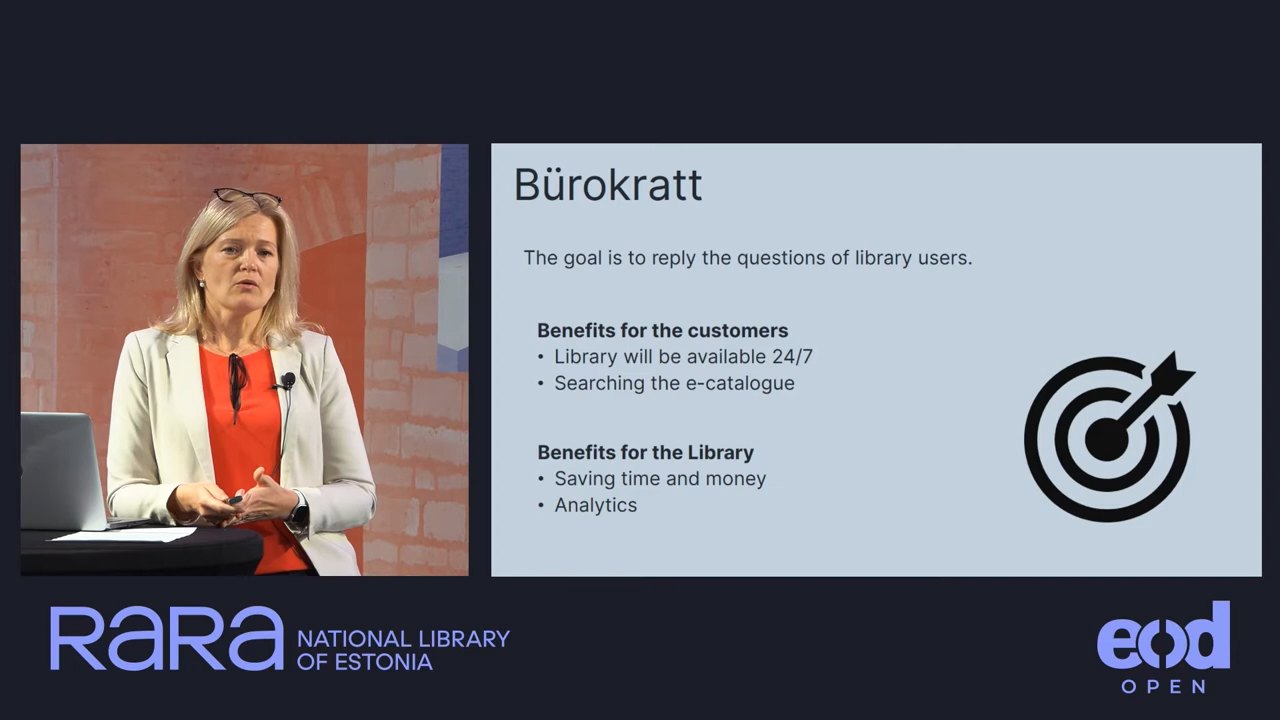 Bürokratt
The goal is to reply the questions of library users.
Benefits for the customers
• Library will be available 24/7
• Searching the e-catalogue
Benefits for the Library
• Saving time and money
• Analytics
RaRa NATIONAL LIBRARY
OF ESTONIA
eod
OPEN